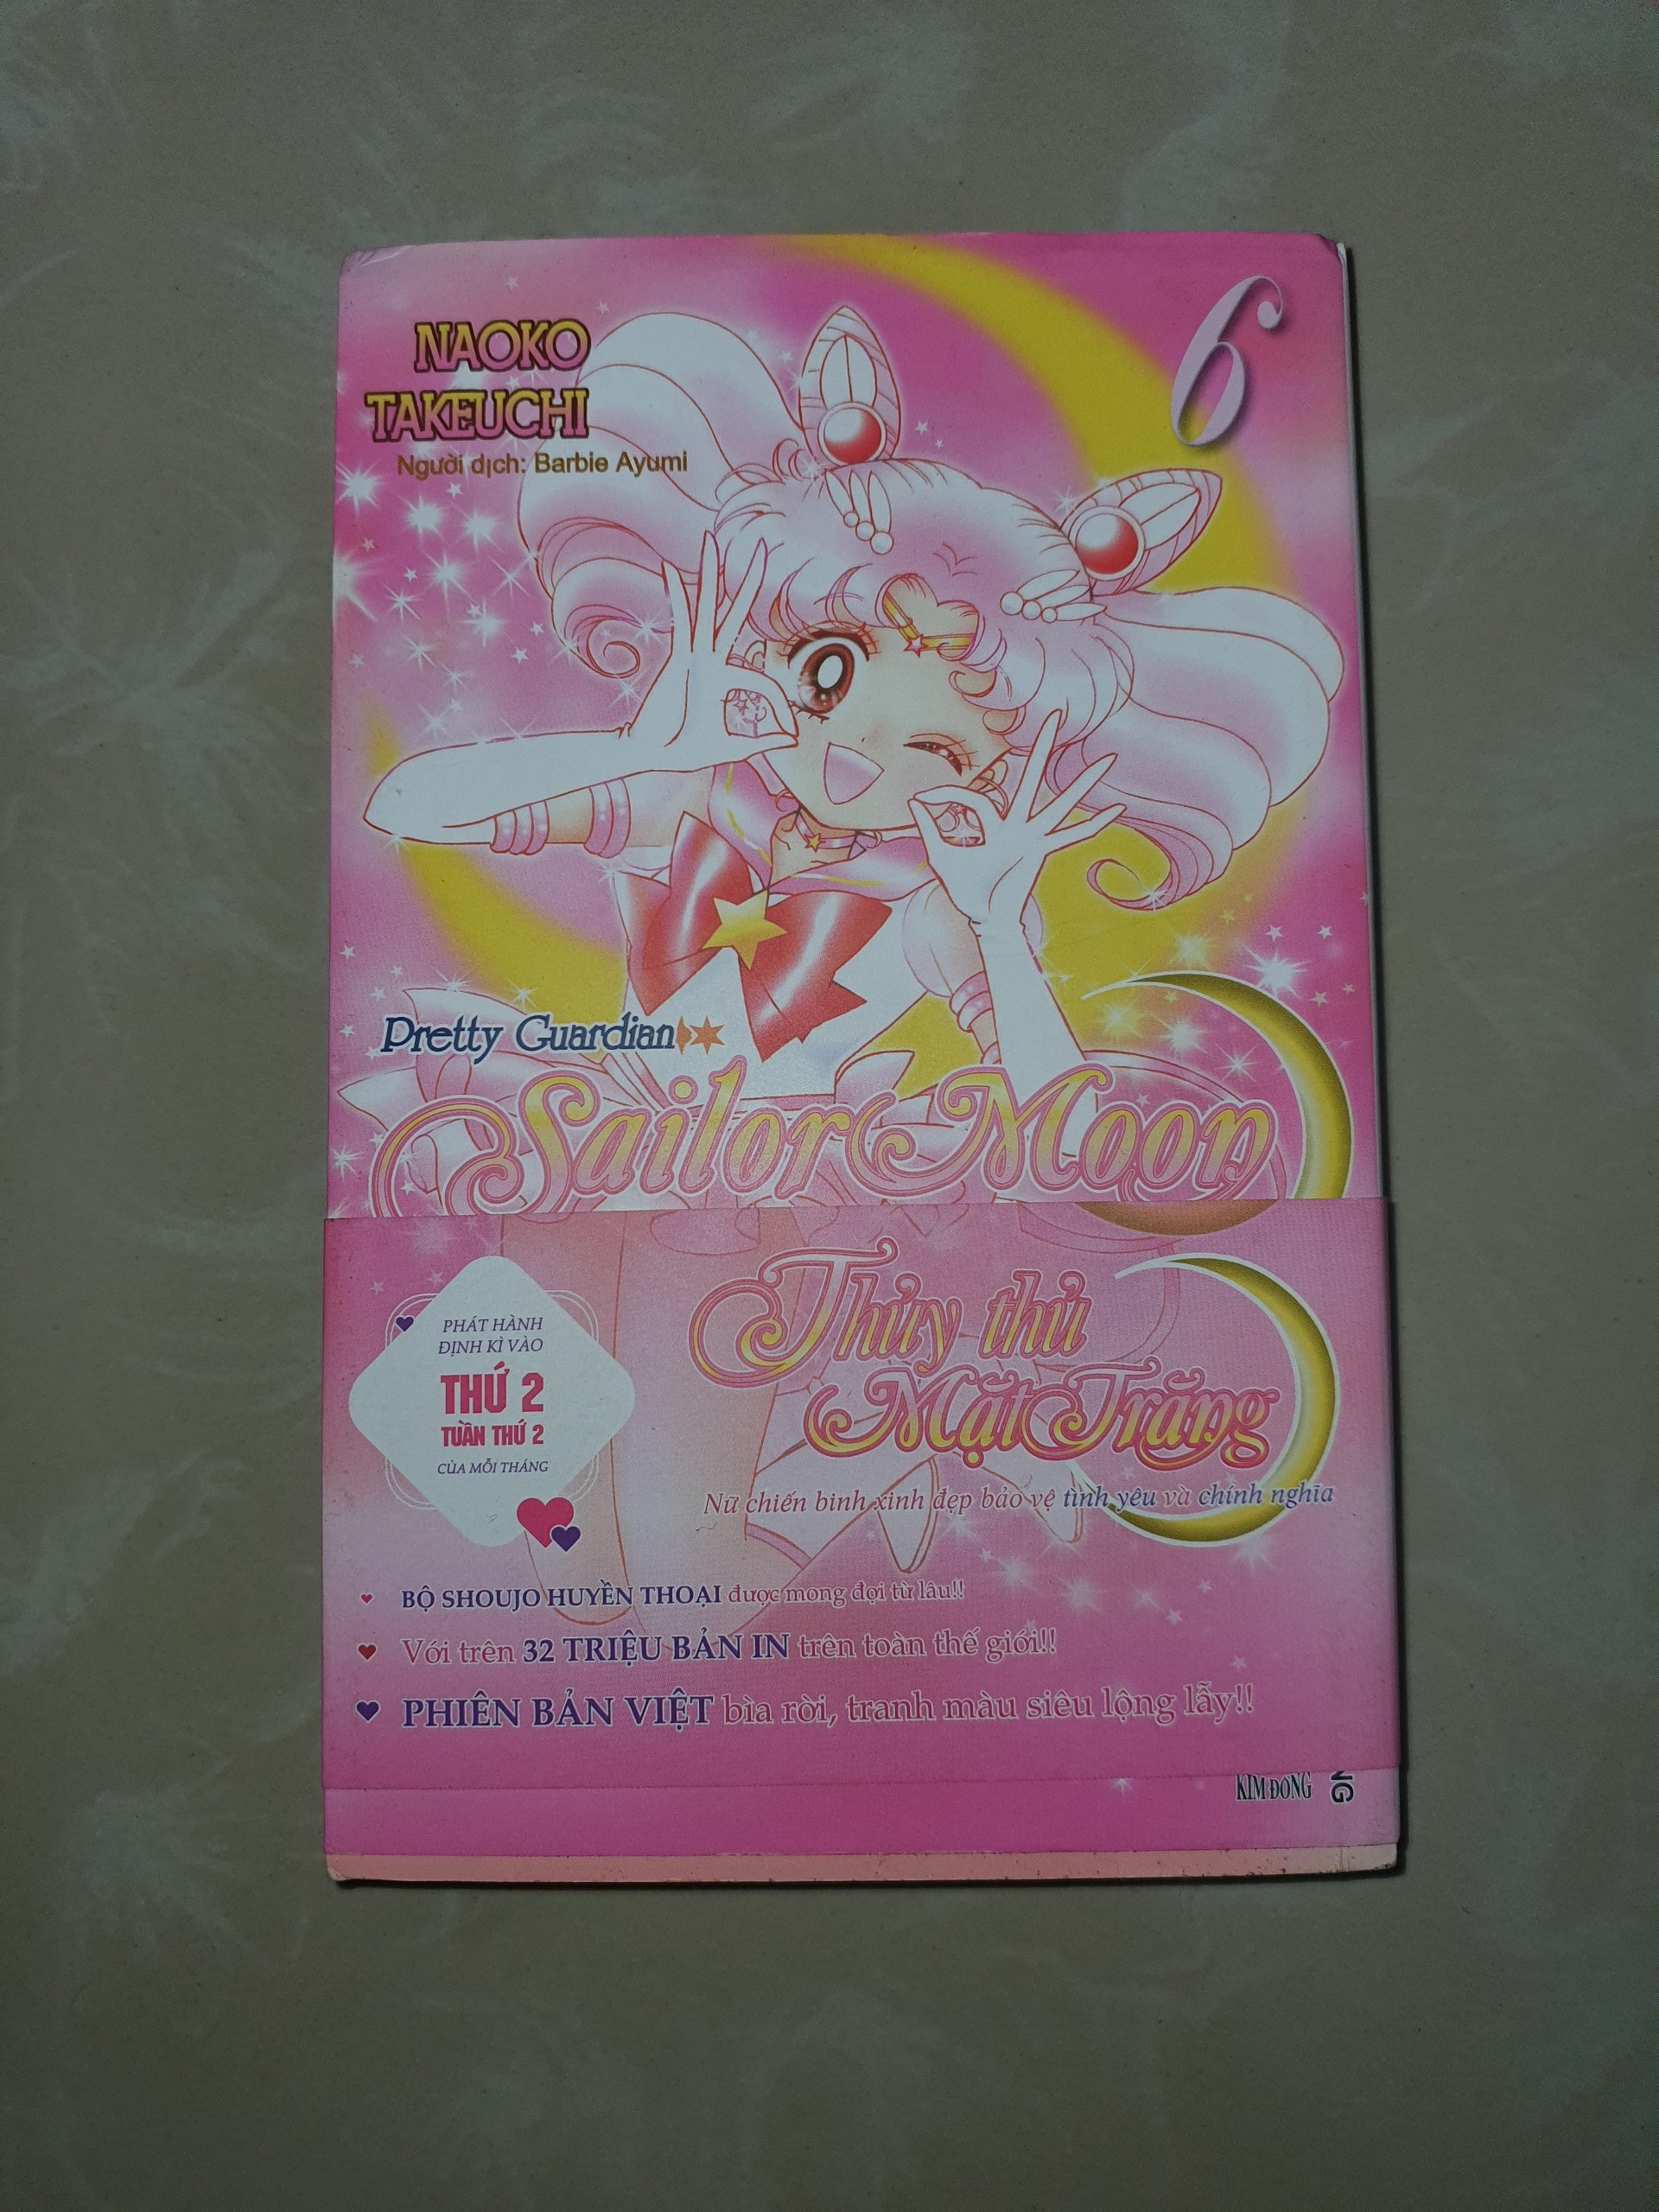 NAOKO
TAKEUCHI
Người dịch: Barbie Ayumi
6
Pretty Guardian
Sailor Moon
Thủy thủ
Mặt Trăng
Nữ chiến binh xinh đẹp bảo vệ tình yêu và chính nghĩa
PHÁT HÀNH
ĐỊNH KÌ VÀO
THỨ 2
TUẦN THỨ 2
CỦA MỖI THÁNG
BỘ SHOUJO HUYỀN THOẠI được mong đợi từ lâu!!
Với trên 32 TRIỆU BẢN IN trên toàn thế giới!!
PHIÊN BẢN VIỆT bìa rời, tranh màu siêu lộng lẫy!!
KIM ĐỒNG
NG